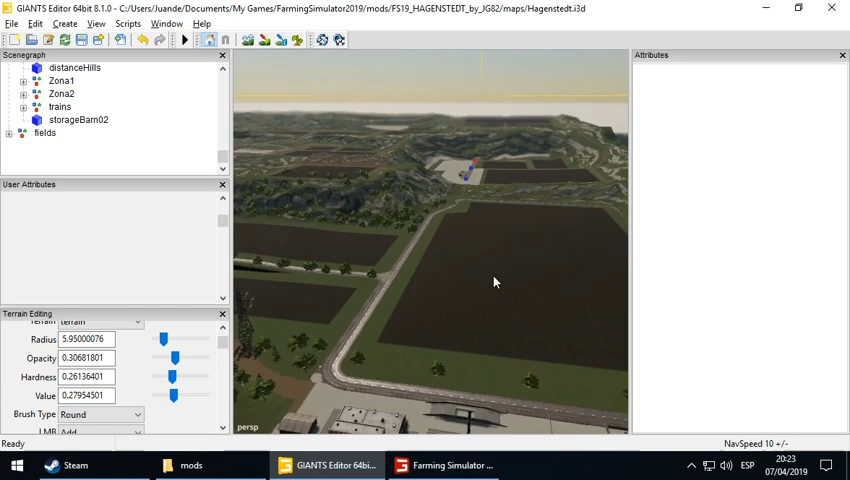 GIANTS Editor 64bit 8.1.0 - C:/Users/Juande/Documents/My Games/FarmingSimulator2019/mods/FS19_HAGENSTEDT_by_JG82/maps/Hagenstedt.i3d
File Edit Create View Scripts Window Help
Scenegraph
distanceHills
Zona1
Zona2
trains
storageBarn02
fields
User Attributes
Terrain Editing
Terrain terrain
Radius 5.95000076
Opacity 0.30681801
Hardness 0.26136401
Value 0.27954501
Brush Type Round
LMB Add
persp
Attributes
Ready
NavSpeed 10 +/-
Steam
mods
GIANTS Editor 64bit...
Farming Simulator ...
ESP
20:23
07/04/2019